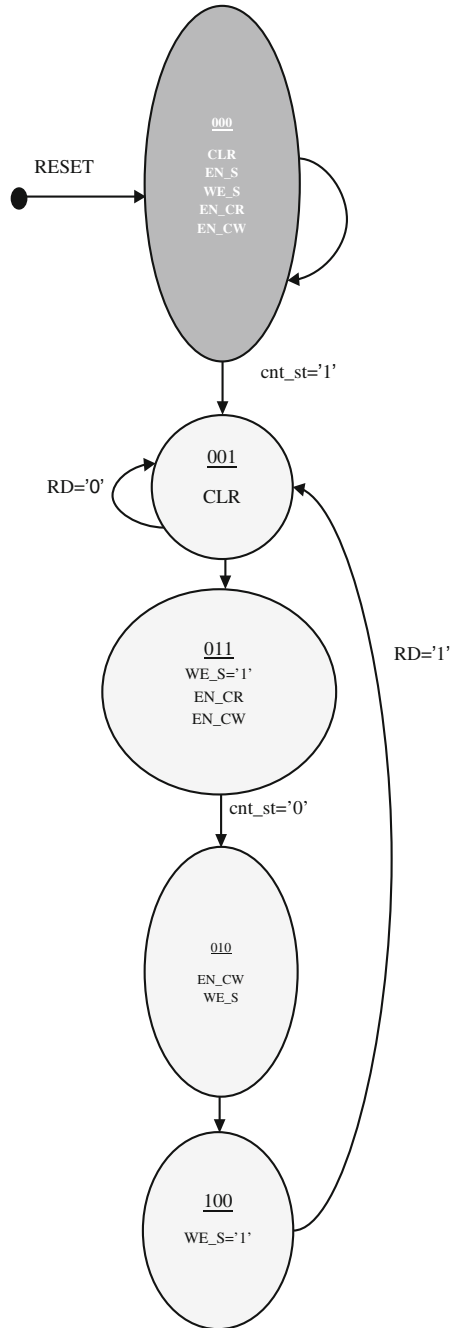 000
CLR
EN_S
WE_S
EN_CR
EN_CW
RESET
cnt_st='1'
001
CLR
RD='0'
011
WE_S='1'
EN_CR
EN_CW
RD='1'
cnt_st='0'
010
EN_CW
WE_S
100
WE_S='1'